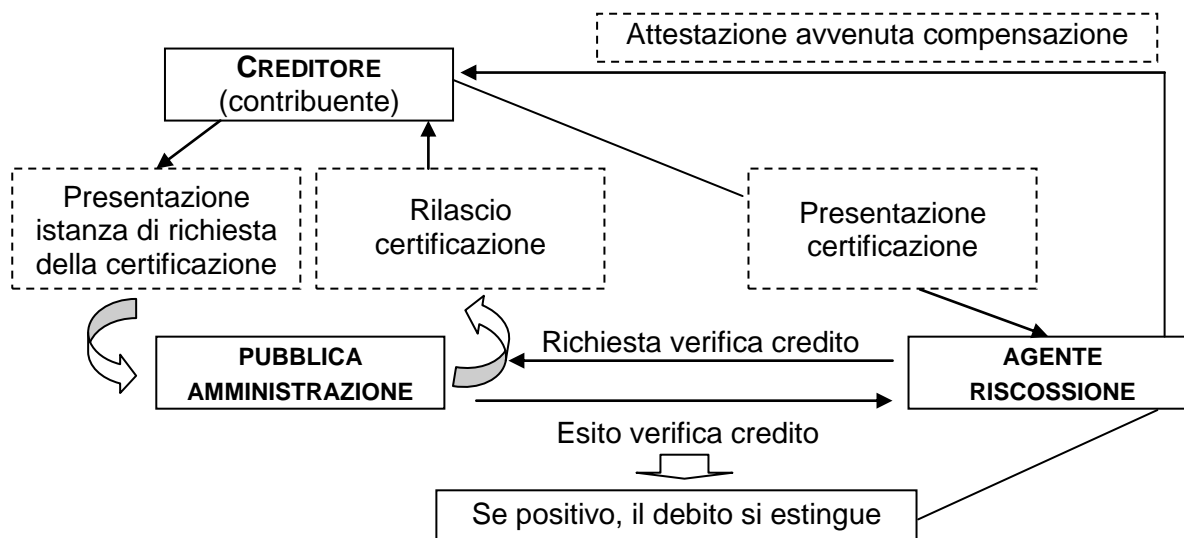 Attestazione avvenuta compensazione
CREDITORE
(contribuente)
Presentazione
istanza di richiesta
della certificazione
Rilascio
certificazione
Presentazione
certificazione
PUBBLICA
AMMINISTRAZIONE
Richiesta verifica credito
AGENTE
RISCOSSIONE
Esito verifica credito
Se positivo, il debito si estingue